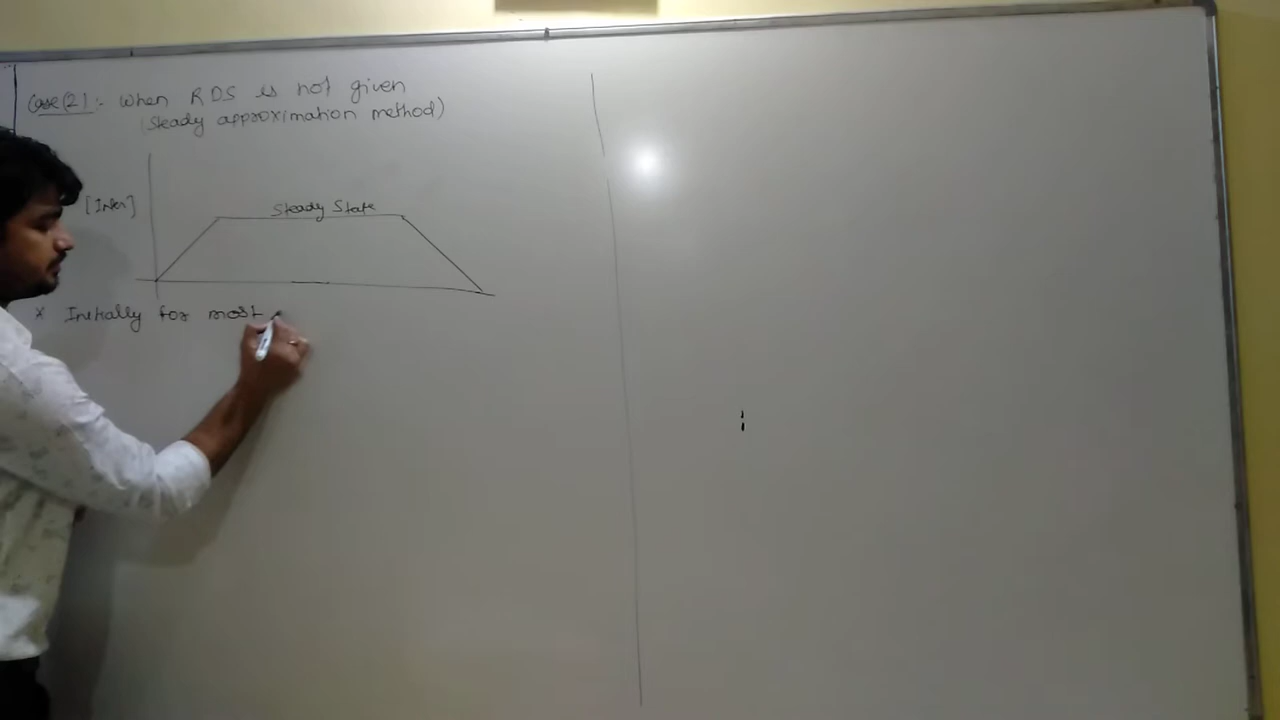 Case(2) :- When RDS is not given
(Steady approximation method)
[Inter]
Steady State
* Initially for most